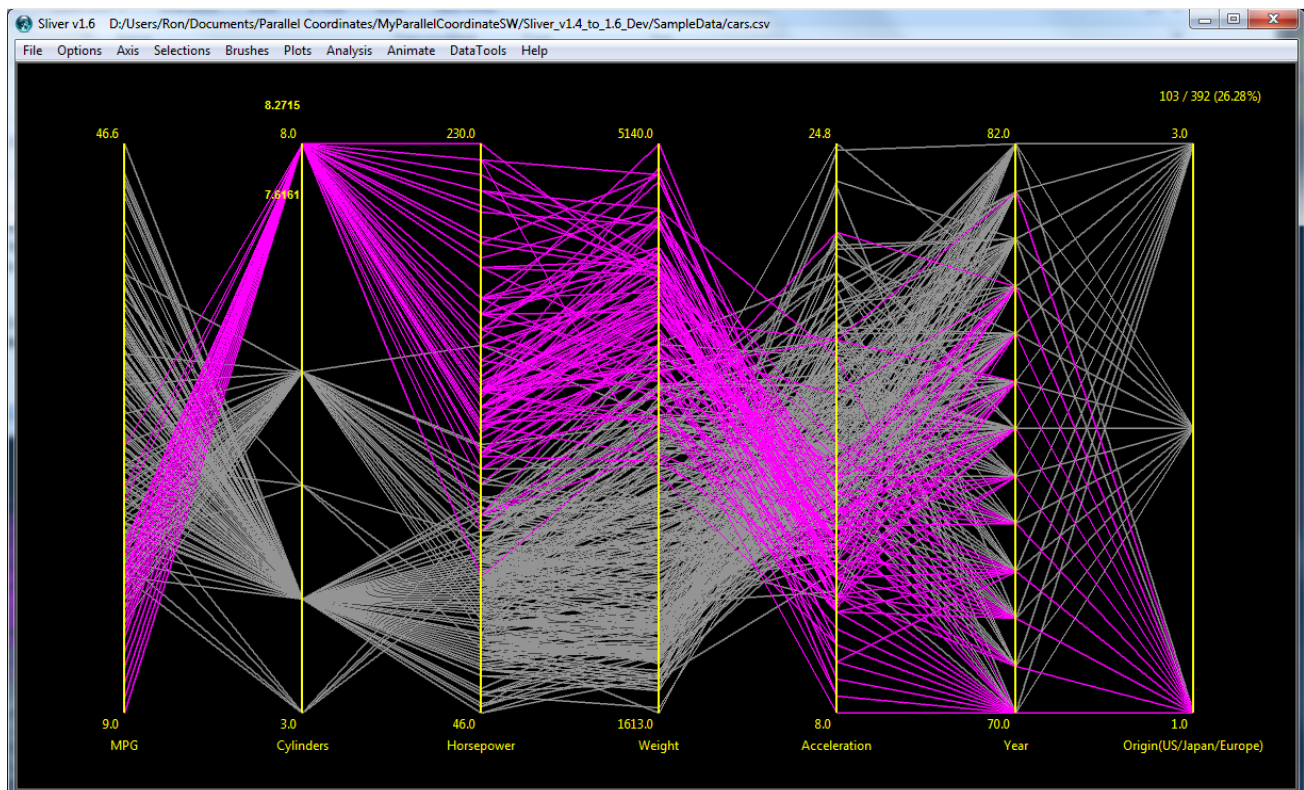 Sliver v1.6 D:/Users/Ron/Documents/Parallel Coordinates/MyParallelCoordinateSW/Sliver_v1.4_to_1.6_Dev/SampleData/cars.csv
File Options Axis Selections Brushes Plots Analysis Animate DataTools Help
103 / 392 (26.28%)
8.2715
46.6 8.0 230.0 5140.0 24.8 82.0 3.0
7.6161
9.0 3.0 46.0 1613.0 8.0 70.0 1.0
MPG Cylinders Horsepower Weight Acceleration Year Origin(US/Japan/Europe)